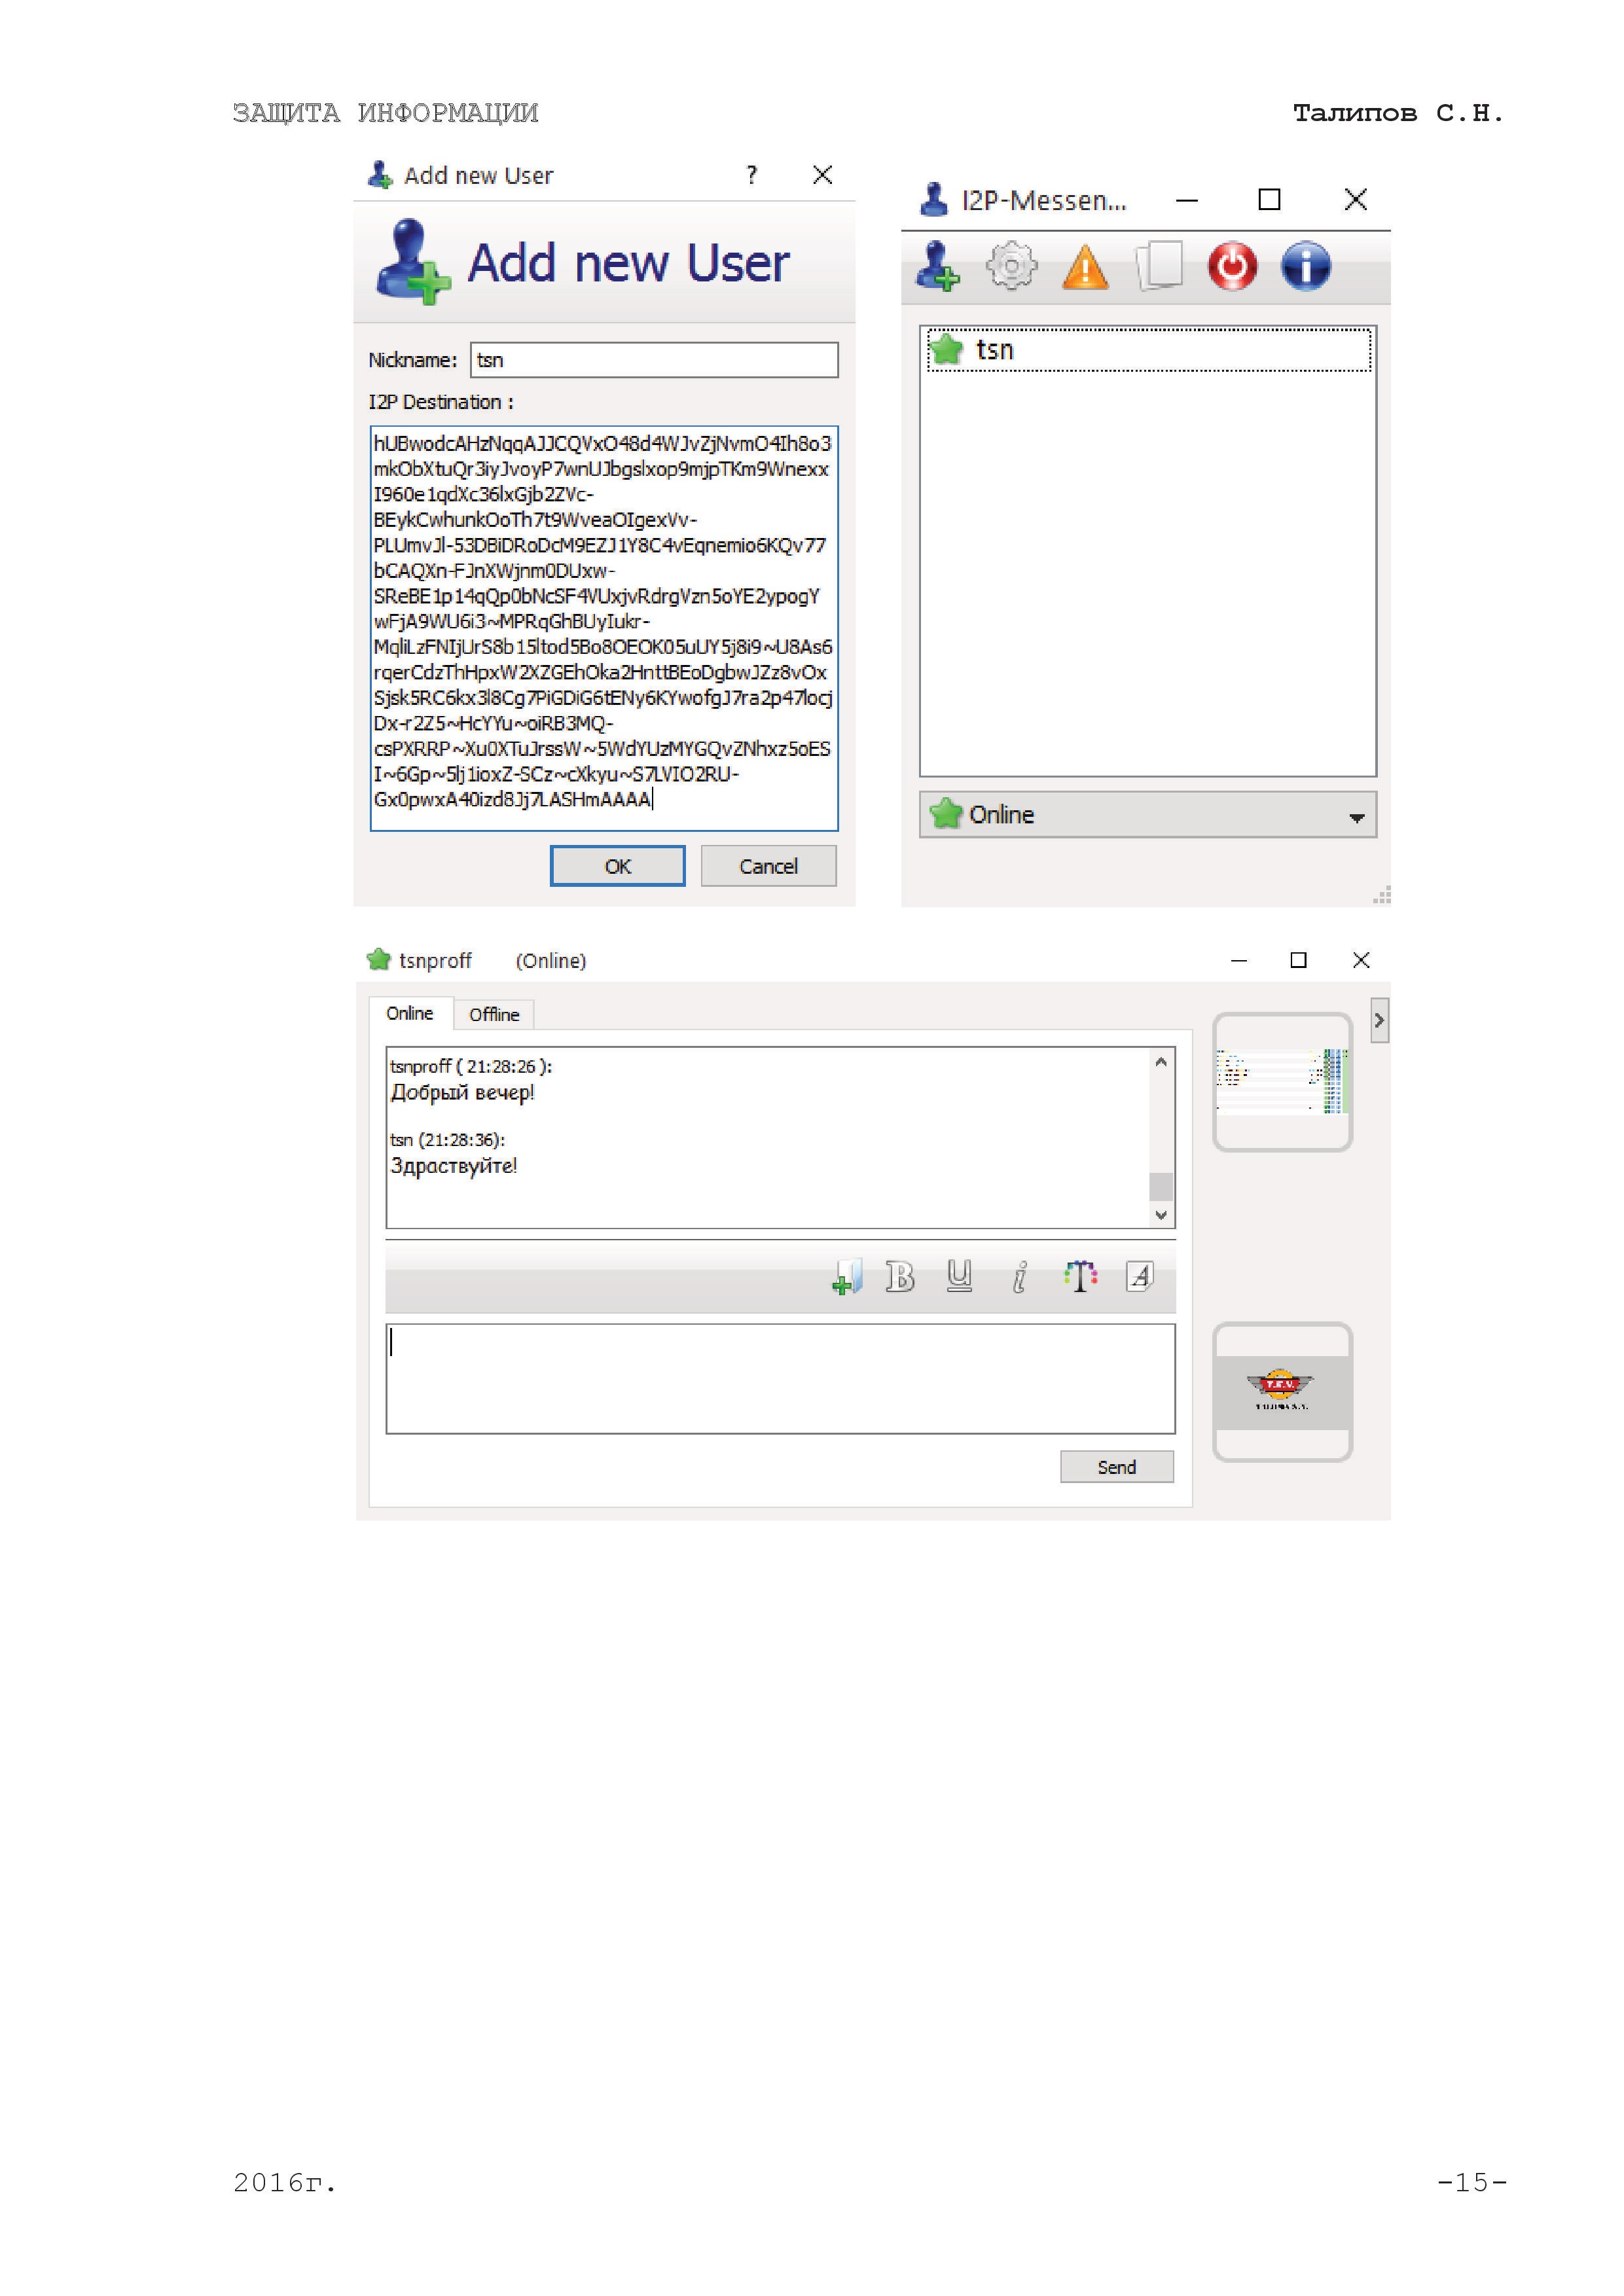 ЗАЩИТА ИНФОРМАЦИИ
Талипов С.Н.
Add new User
?
Add new User
Nickname:
tsn
I2P Destination :
hUBwodcAHzNqqAJJCQVxO48d4WJvZjNvmO4Ih8o3
mkObXtuQr3iyJvoyP7wnUJbgslxop9mjpTKm9Wnexx
I960e1qdXc36lxGjb2ZVc-
BEykCwhunkOoTh7t9WveaOIgexVv-
PLUmvJl-53DBiDRoDcM9EZJ1Y8C4vEqnemio6KQv77
bCAQXn-FJnXWjnm0DUxw-
SReBE1p14qQp0bNcSF4VUxjvRdrgVzn5oYE2ypogY
wFjA9WU6i3~MPRqGhBUyIukr-
MqliLzFNIjUrS8b15ltod5Bo8OEOK05uUY5j8i9~U8As6
rqerCdzThHpxW2XZGEhOka2HnttBEoDgbwJZz8vOx
Sjsk5RC6kx3l8Cg7PiGDiG6tENy6KYwofgJ7ra2p47locj
Dx-r2Z5~HcYYu~oiRB3MQ-
csPXRRP~Xu0XTuJrssW~5WdYUzMYGQvZNhxz5oES
I~6Gp~5lj1ioxZ-SCz~cXkyu~S7LVIO2RU-
Gx0pwxA40izd8Jj7LASHmAAAA
OK
Cancel
I2P-Messen...
tsn
Online
tsnproff (Online)
Online
Offline
tsnproff ( 21:28:26 ):
Добрый вечер!
tsn (21:28:36):
Здраствуйте!
B U i T A
Send
2016г.
-15-